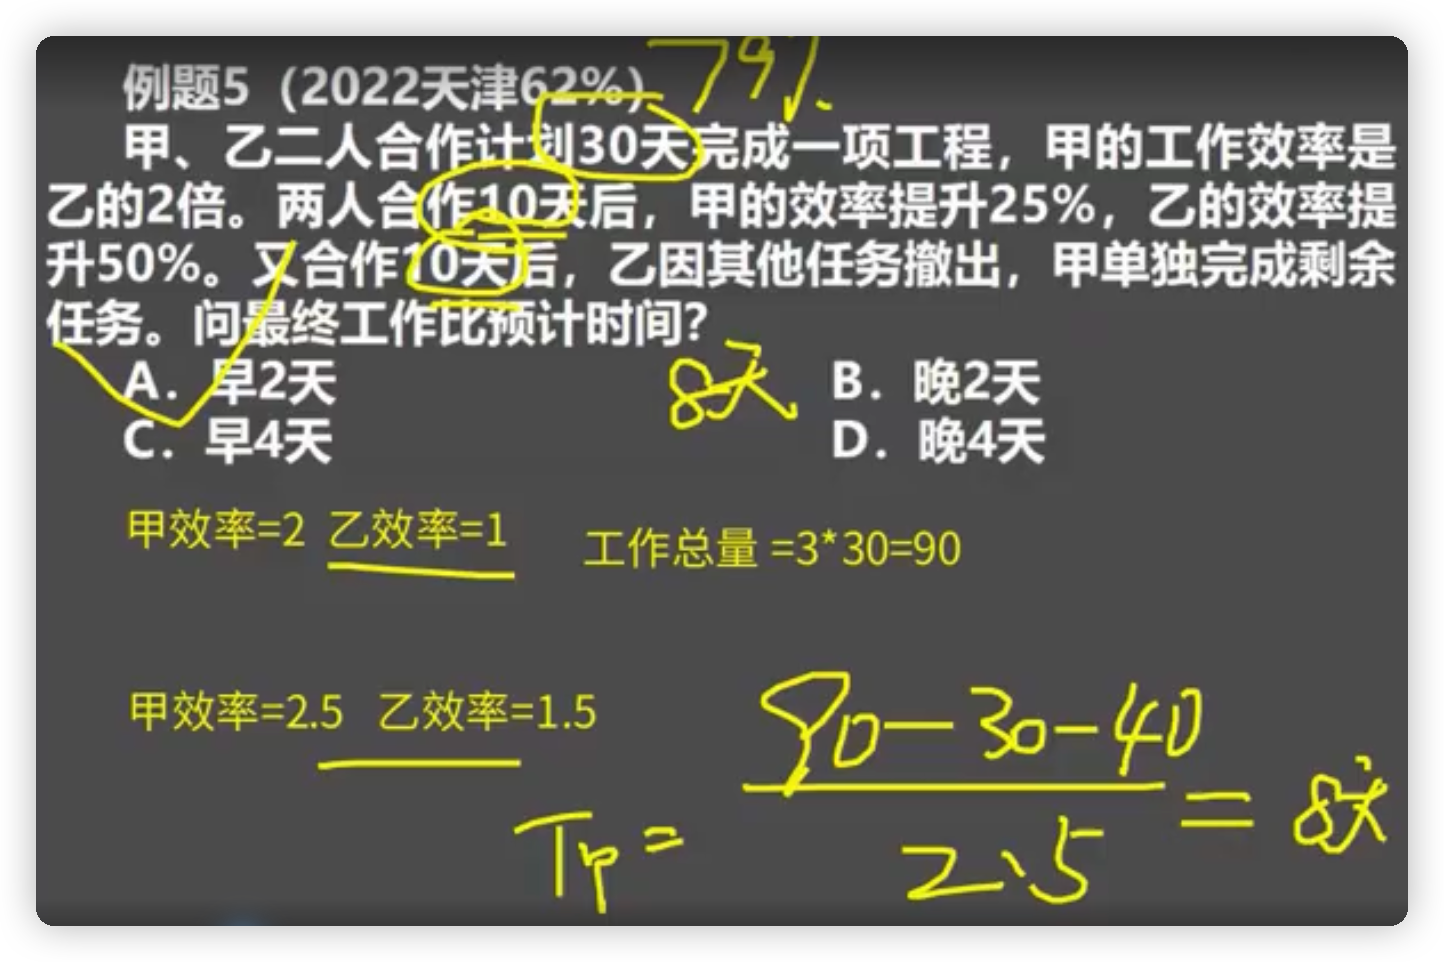 例题5（2022天津62%） 79%
甲、乙二人合作计划30天完成一项工程，甲的工作效率是
乙的2倍。两人合作10天后，甲的效率提升25%，乙的效率提
升50%。又合作10天后，乙因其他任务撤出，甲单独完成剩余
任务。问最终工作比预计时间？
A．早2天 8天 B．晚2天
C．早4天 D．晚4天
甲效率=2 乙效率=1 工作总量 =3*30=90
甲效率=2.5 乙效率=1.5
90-30-40
= 8天
2.5